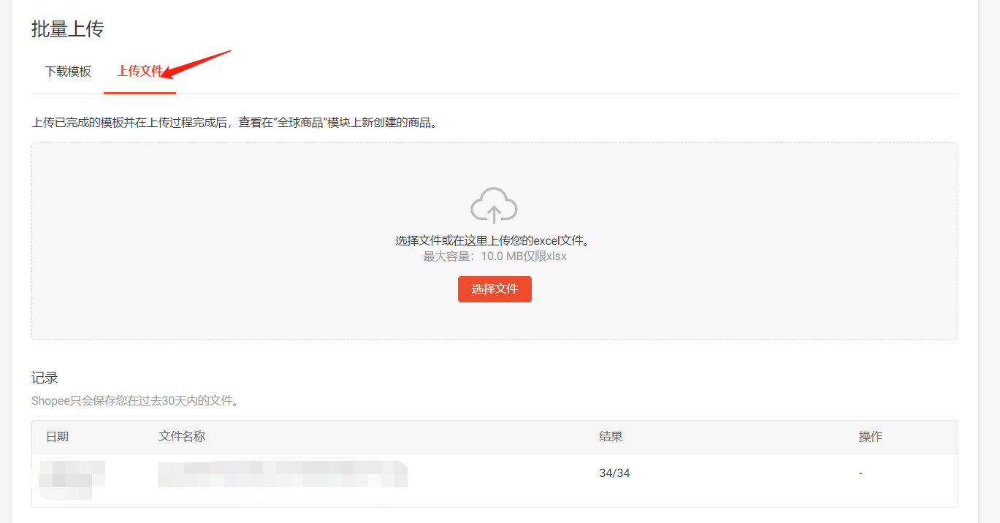 批量上传
下载模板 上传文件
上传已完成的模板并在上传过程完成后，查看在“全球商品”模块上新创建的商品。
选择文件或在这里上传您的excel文件。
最大容量：10.0 MB仅限xlsx
选择文件
记录
Shopee只会保存您在过去30天内的文件。
日期 文件名称 结果 操作
34/34 -